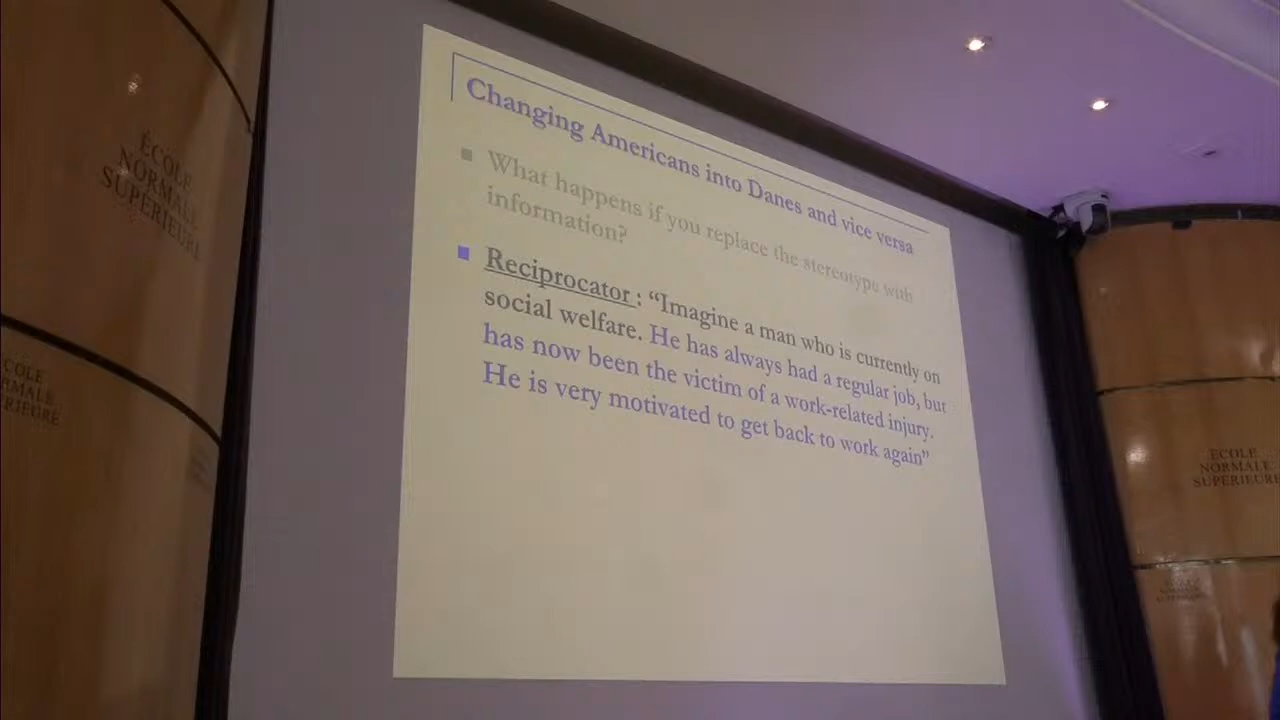 ÉCOLE
NORMALE
SUPÉRIEURE
Changing Americans into Danes and vice versa
What happens if you replace the stereotype with
information?
Reciprocator : “Imagine a man who is currently on
social welfare. He has always had a regular job, but
has now been the victim of a work-related injury.
He is very motivated to get back to work again”
ÉCOLE
NORMALE
SUPÉRIEURE